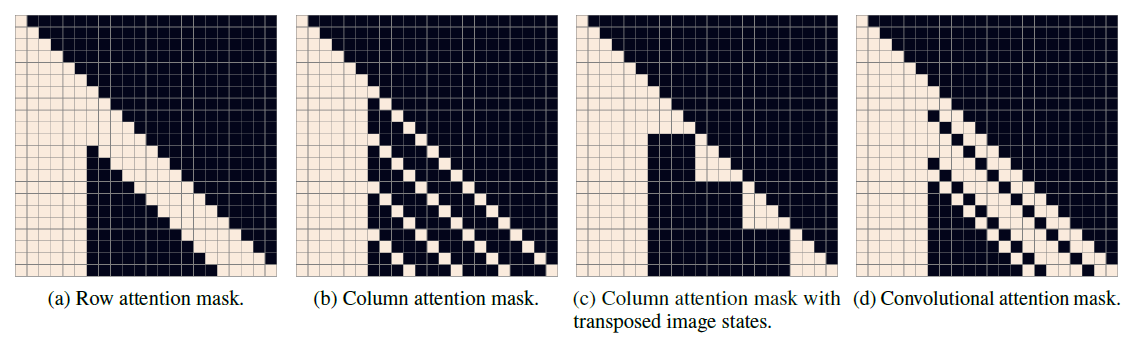 (a) Row attention mask.
(b) Column attention mask.
(c) Column attention mask with
transposed image states.
(d) Convolutional attention mask.